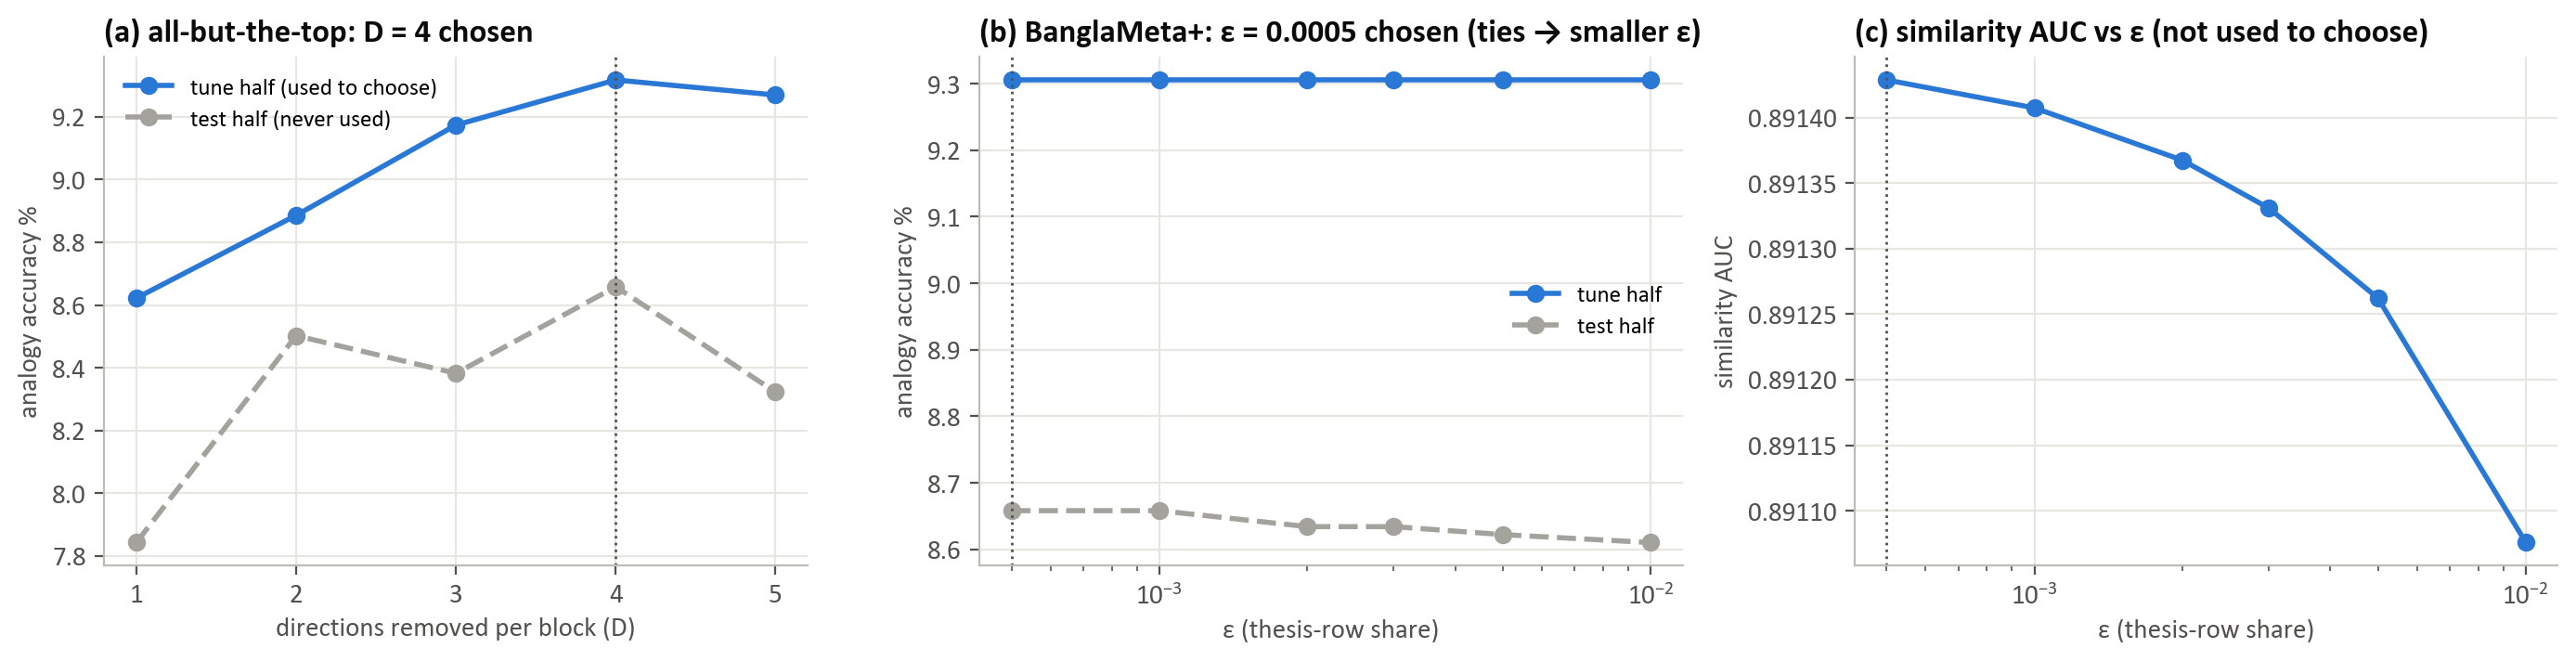 (a) all-but-the-top: D = 4 chosen
tune half (used to choose)
test half (never used)
analogy accuracy %
9.2
9.0
8.8
8.6
8.4
8.2
8.0
7.8
1 2 3 4 5
directions removed per block (D)
(b) BanglaMeta+: ε = 0.0005 chosen (ties → smaller ε)
analogy accuracy %
9.3
9.2
9.1
9.0
8.9
8.8
8.7
8.6
tune half
test half
10⁻³ 10⁻²
ε (thesis-row share)
(c) similarity AUC vs ε (not used to choose)
similarity AUC
0.89140
0.89135
0.89130
0.89125
0.89120
0.89115
0.89110
10⁻³ 10⁻²
ε (thesis-row share)